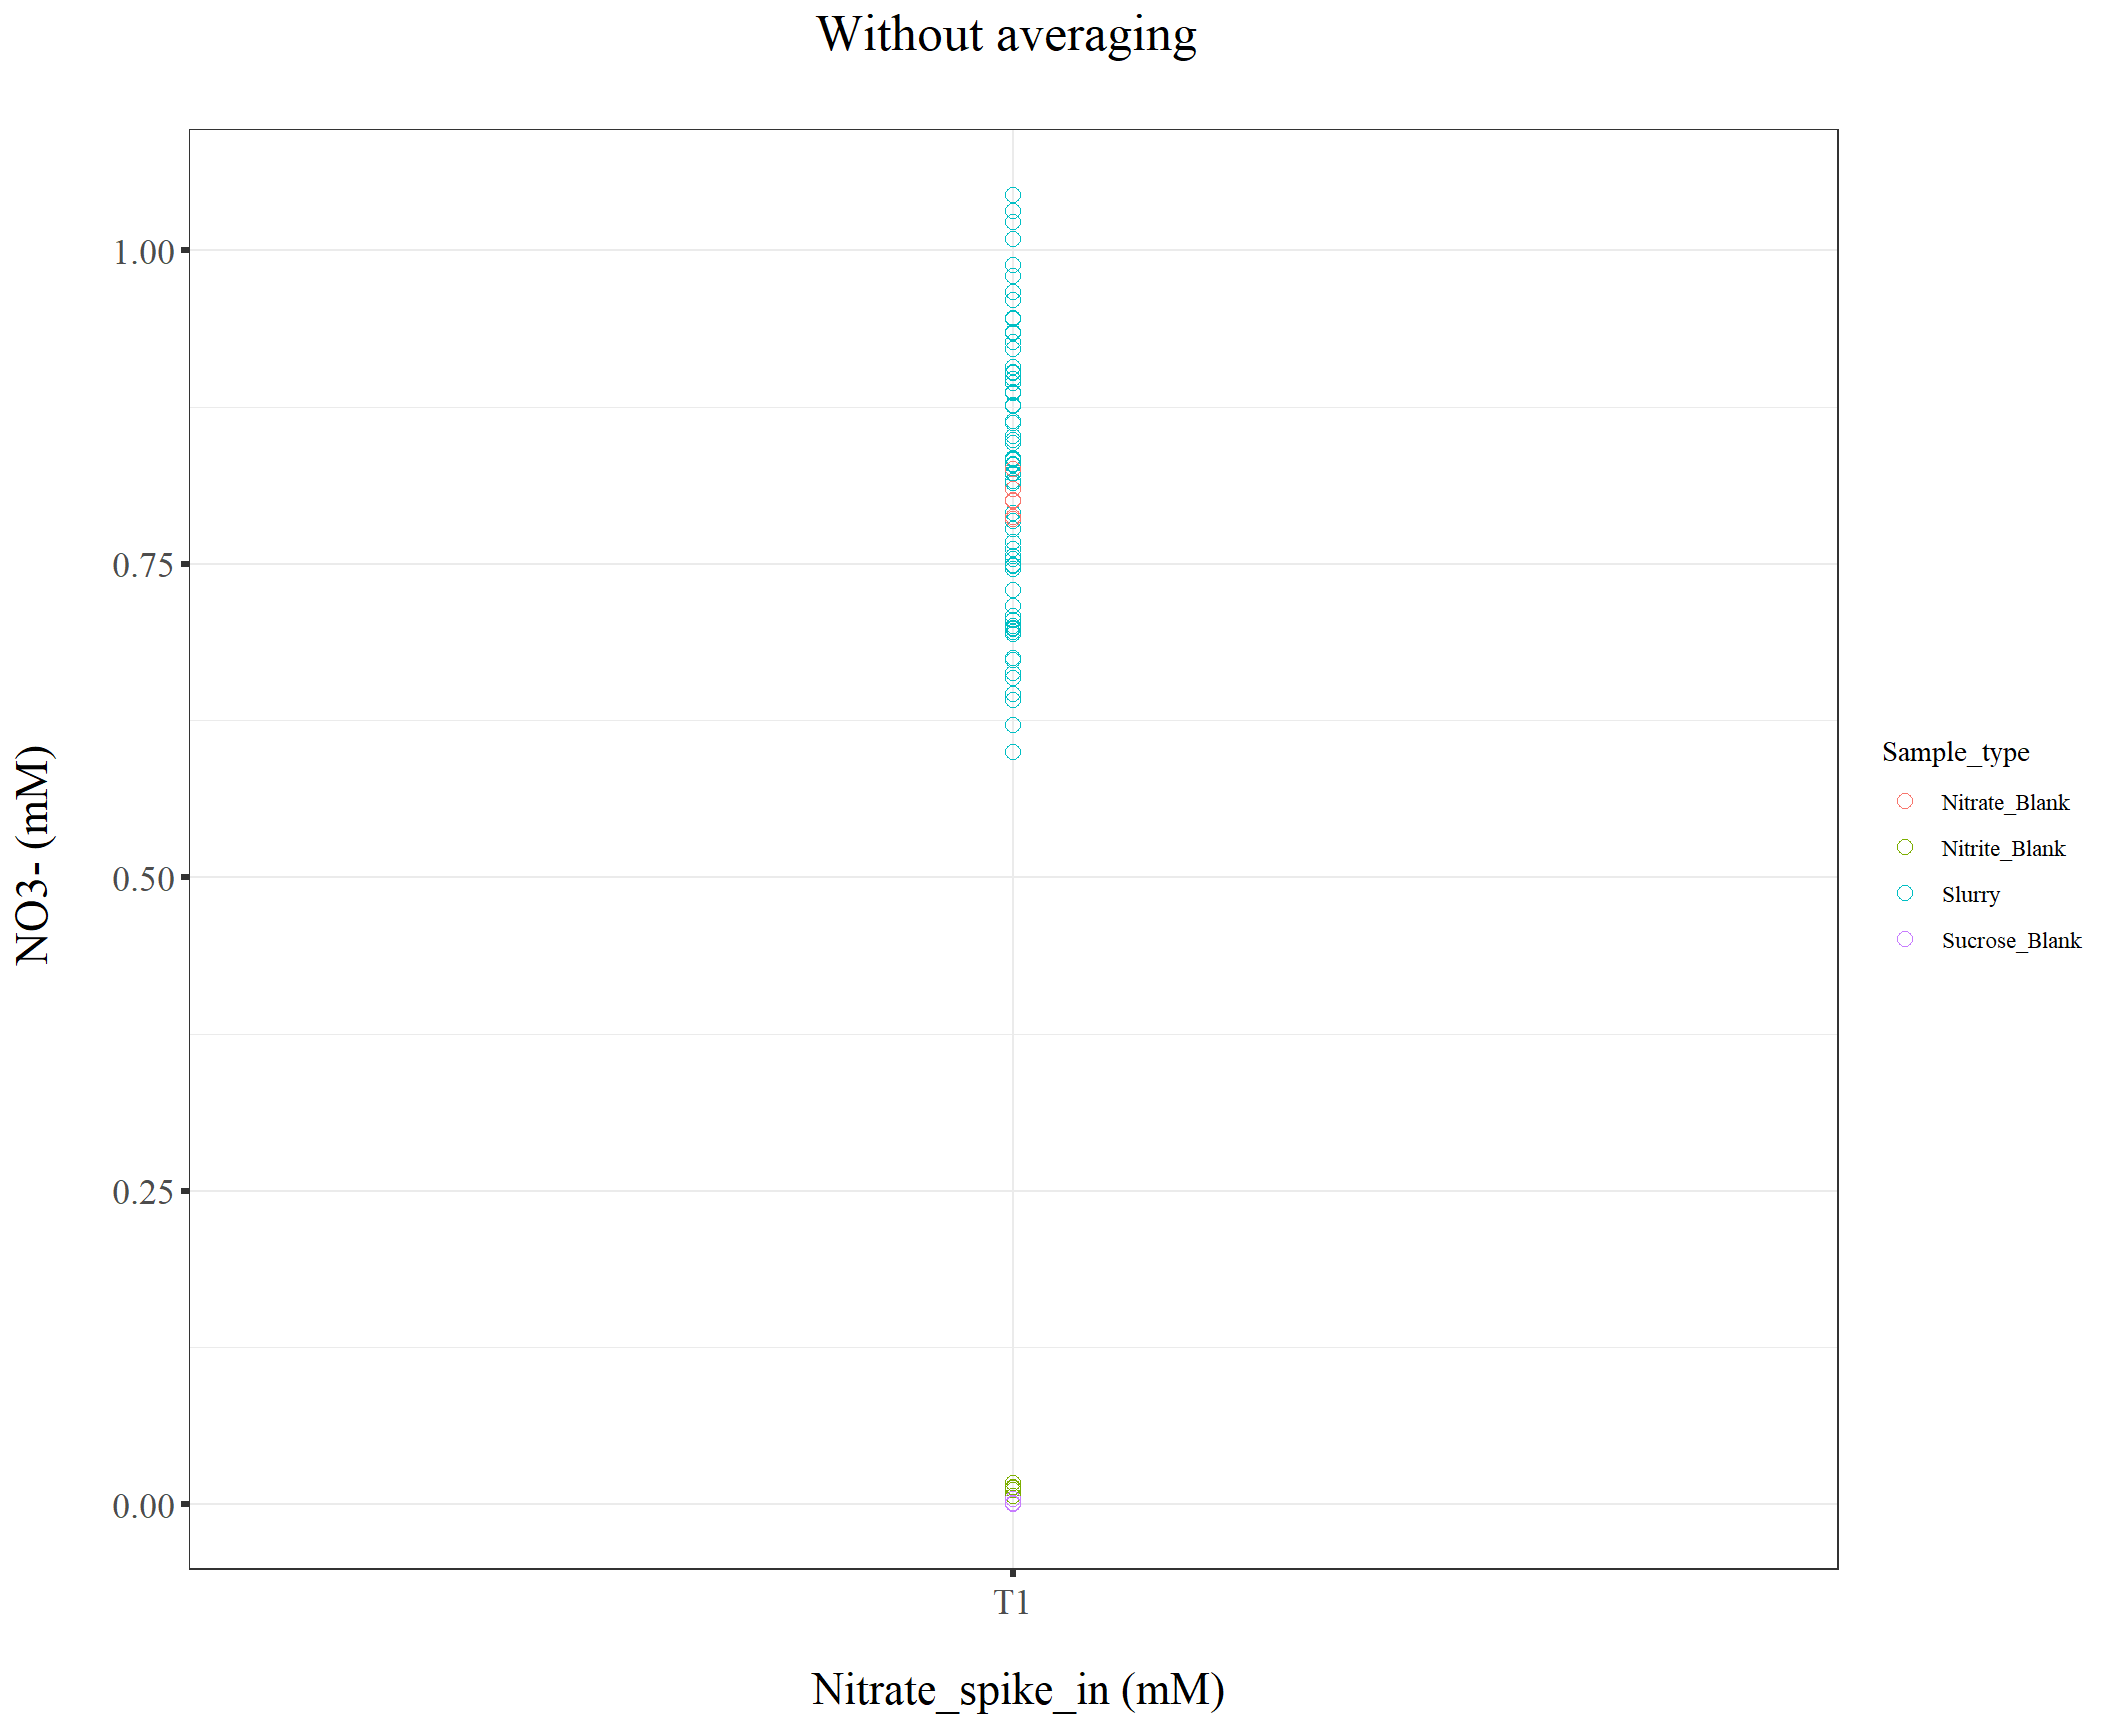 Without averaging
NO3- (mM)
1.00
0.75
0.50
0.25
0.00
T1
Nitrate_spike_in (mM)
Sample_type
Nitrate_Blank
Nitrite_Blank
Slurry
Sucrose_Blank